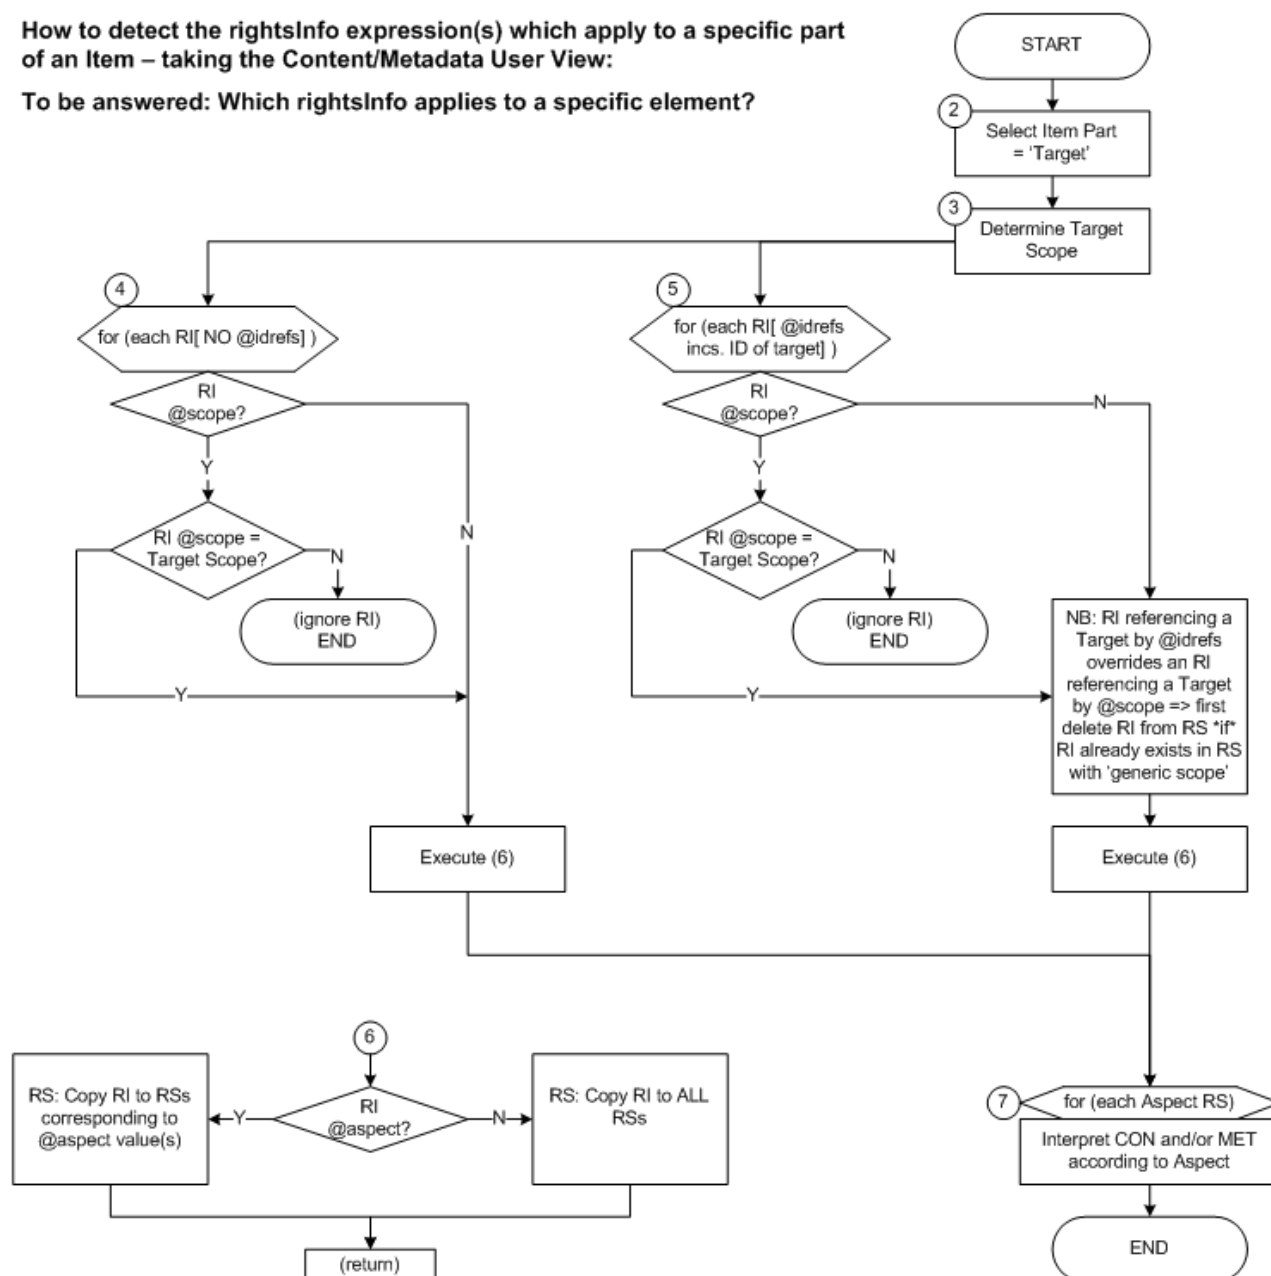 How to detect the rightsInfo expression(s) which apply to a specific part
of an Item – taking the Content/Metadata User View:
To be answered: Which rightsInfo applies to a specific element?
START
2
Select Item Part
= ‘Target’
3
Determine Target
Scope
4
for (each RI[ NO @idrefs] )
RI
@scope?
N
Y
RI @scope =
Target Scope?
N
(ignore RI)
END
Y
Execute (6)
5
for (each RI[ @idrefs
incs. ID of target] )
RI
@scope?
N
Y
RI @scope =
Target Scope?
N
(ignore RI)
END
Y
NB: RI referencing a
Target by @idrefs
overrides an RI
referencing a Target
by @scope => first
delete RI from RS *if*
RI already exists in RS
with ‘generic scope’
Execute (6)
6
RI
@aspect?
Y
RS: Copy RI to RSs
corresponding to
@aspect value(s)
N
RS: Copy RI to ALL
RSs
(return)
7
for (each Aspect RS)
Interpret CON and/or MET
according to Aspect
END